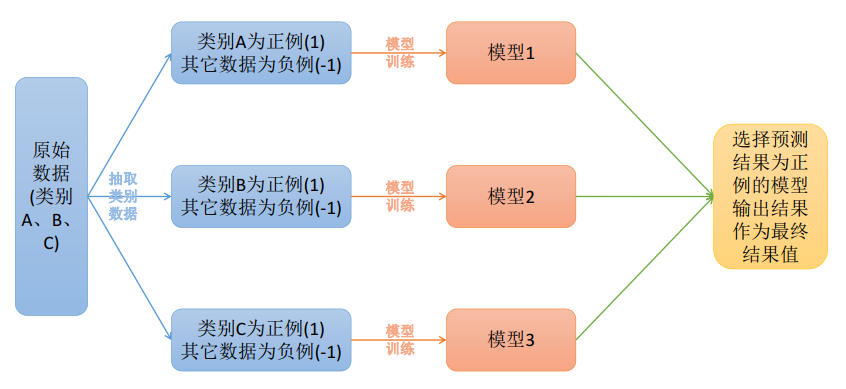 原始
数据
(类别
A、B、
C)
抽取
类别
数据
类别A为正例(1)
其它数据为负例(-1)
模型
训练
模型1
类别B为正例(1)
其它数据为负例(-1)
模型
训练
模型2
类别C为正例(1)
其它数据为负例(-1)
模型
训练
模型3
选择预测
结果为正
例的模型
输出结果
作为最终
结果值